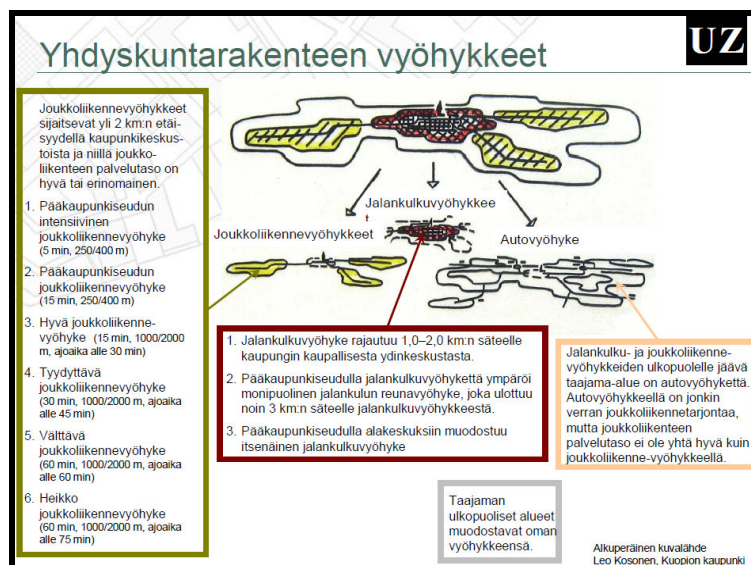 Yhdyskuntarakenteen vyöhykkeet
UZ
Joukkoliikennevyöhykkeet
sijaitsevat yli 2 km:n etäi-
syydellä kaupunkikeskus-
toista ja niillä joukko-
liikenteen palvelutaso on
hyvä tai erinomainen.
1. Pääkaupunkiseudun
intensiivinen
joukkoliikennevyöhyke
(5 min, 250/400 m)
2. Pääkaupunkiseudun
joukkoliikennevyöhyke
(15 min, 250/400 m)
3. Hyvä joukkoliikenne-
vyöhyke (15 min, 1000/2000
m, ajoaika alle 30 min)
4. Tyydyttävä
joukkoliikennevyöhyke
(30 min, 1000/2000 m, ajoaika
alle 45 min)
5. Välttävä
joukkoliikennevyöhyke
(60 min, 1000/2000 m, ajoaika
alle 60 min)
6. Heikko
joukkoliikennevyöhyke
(60 min, 1000/2000 m, ajoaika
alle 75 min)
Jalankulkuvyöhykkee
t
Joukkoliikennevyöhykkeet
Autovyöhyke
1. Jalankulkuvyöhyke rajautuu 1,0–2,0 km:n säteelle
kaupungin kaupallisesta ydinkeskustasta.
2. Pääkaupunkiseudulla jalankulkuvyöhykettä ympäröi
monipuolinen jalankulun reunavyöhyke, joka ulottuu
noin 3 km:n säteelle jalankulkuvyöhykkeestä.
3. Pääkaupunkiseudulla alakeskuksiin muodostuu
itsenäinen jalankulkuvyöhyke
Jalankulku- ja joukkoliikenne-
vyöhykkeiden ulkopuolelle jäävä
taajama-alue on autovyöhykettä.
Autovyöhykkeellä on jonkin
verran joukkoliikennetarjontaa,
mutta joukkoliikenteen
palvelutaso ei ole yhtä hyvä kuin
joukkoliikenne-vyöhykkeellä.
Taajaman
ulkopuoliset alueet
muodostavat oman
vyöhykkeensä.
Alkuperäinen kuvalähde
Leo Kosonen, Kuopion kaupunki